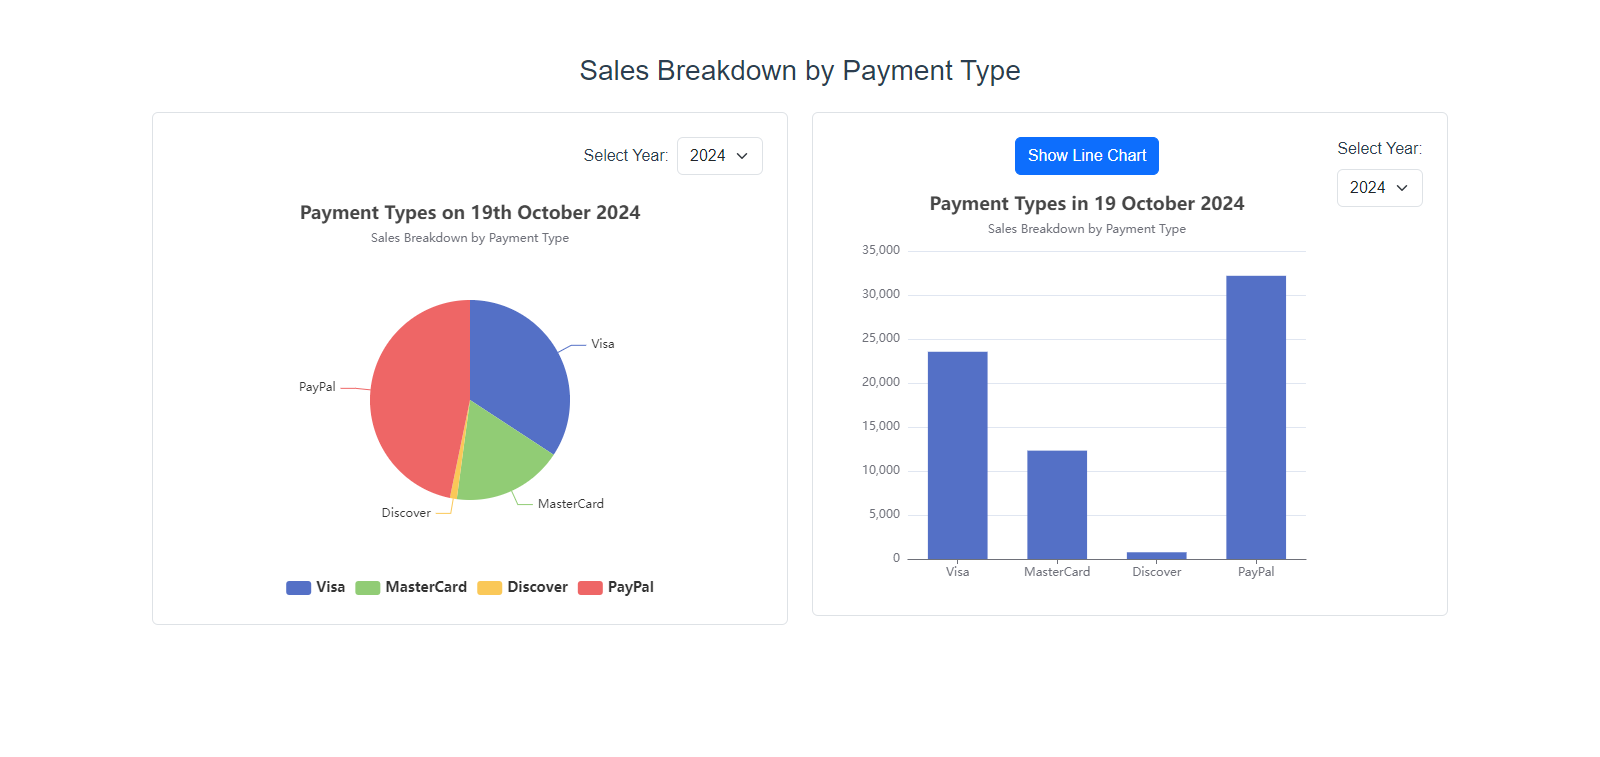 Sales Breakdown by Payment Type
Select Year: 2024
Payment Types on 19th October 2024
Sales Breakdown by Payment Type
Visa
PayPal
MasterCard
Discover
Visa MasterCard Discover PayPal
Show Line Chart
Select Year:
2024
Payment Types in 19 October 2024
Sales Breakdown by Payment Type
35,000
30,000
25,000
20,000
15,000
10,000
5,000
0
Visa MasterCard Discover PayPal